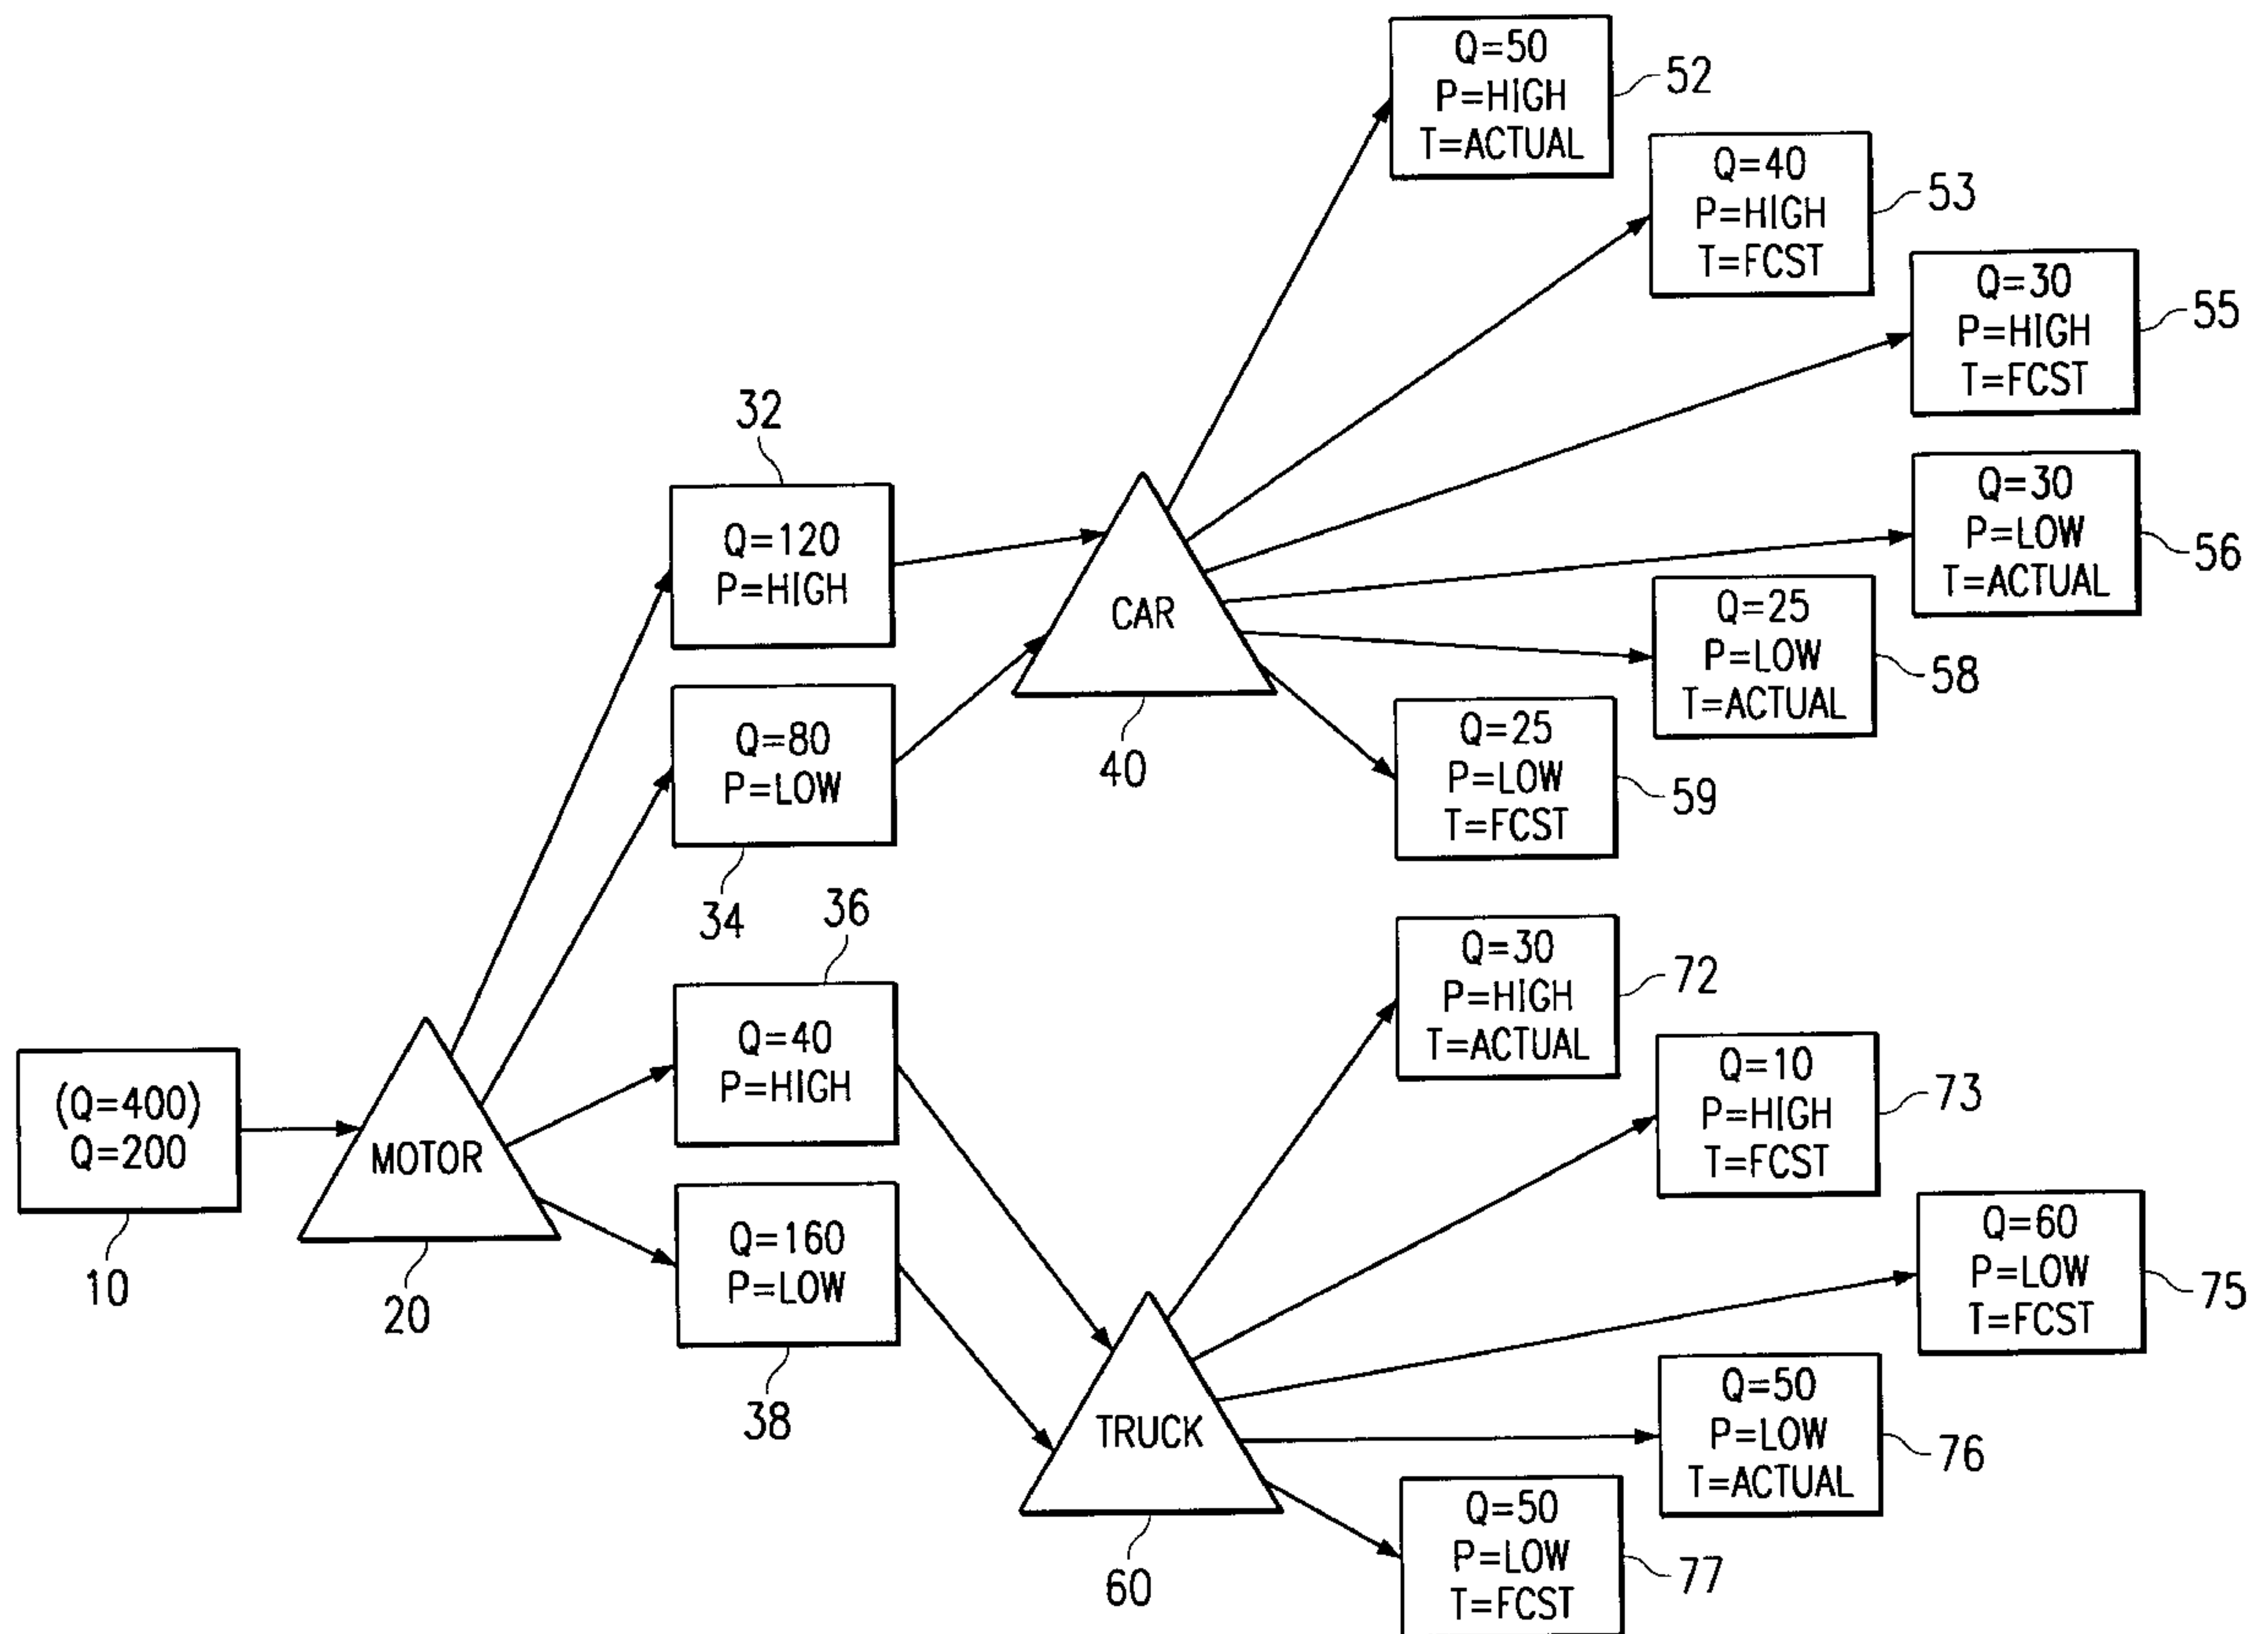 Q=50
P=HIGH
T=ACTUAL
52
Q=40
P=HIGH
T=FCST
53
Q=30
P=HIGH
T=FCST
55
32
Q=120
P=HIGH
Q=30
P=LOW
T=ACTUAL
56
CAR
40
Q=25
P=LOW
T=ACTUAL
58
Q=80
P=LOW
34
Q=25
P=LOW
T=FCST
59
36
Q=40
P=HIGH
Q=30
P=HIGH
T=ACTUAL
72
(Q=400)
Q=200
10
MOTOR
20
Q=10
P=HIGH
T=FCST
73
Q=160
P=LOW
38
Q=60
P=LOW
T=FCST
75
TRUCK
60
Q=50
P=LOW
T=ACTUAL
76
Q=50
P=LOW
T=FCST
77